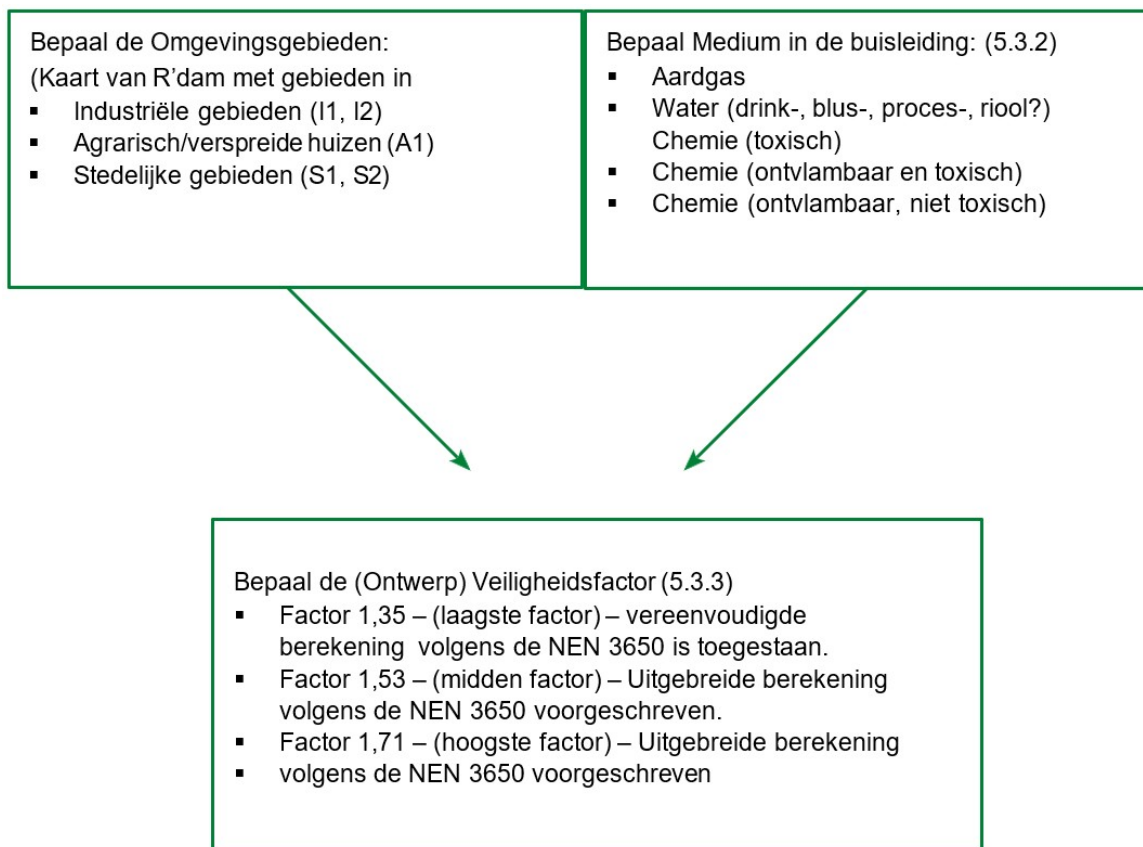 Bepaal de Omgevingsgebieden:
(Kaart van R’dam met gebieden in
▪ Industriële gebieden (I1, I2)
▪ Agrarisch/verspreide huizen (A1)
▪ Stedelijke gebieden (S1, S2)
Bepaal Medium in de buisleiding: (5.3.2)
▪ Aardgas
▪ Water (drink-, blus-, proces-, riool?)
Chemie (toxisch)
▪ Chemie (ontvlambaar en toxisch)
▪ Chemie (ontvlambaar, niet toxisch)
Bepaal de (Ontwerp) Veiligheidsfactor (5.3.3)
▪ Factor 1,35 – (laagste factor) – vereenvoudigde
berekening volgens de NEN 3650 is toegestaan.
▪ Factor 1,53 – (midden factor) – Uitgebreide berekening
volgens de NEN 3650 voorgeschreven.
▪ Factor 1,71 – (hoogste factor) – Uitgebreide berekening
▪ volgens de NEN 3650 voorgeschreven